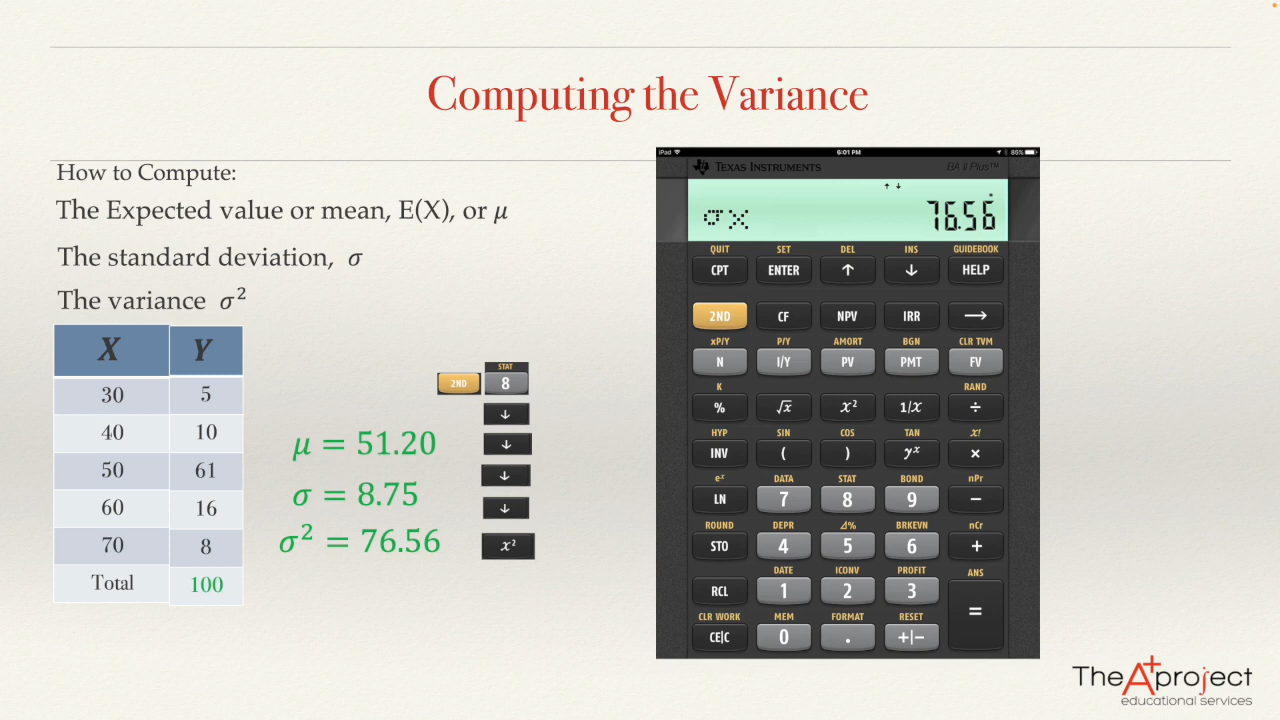 Computing the Variance
How to Compute:
The Expected value or mean, E(X), or μ
The standard deviation, σ
The variance σ²
X Y
30 5
40 10
50 61
60 16
70 8
Total 100
μ = 51.20
σ = 8.75
σ² = 76.56
STAT
2ND 8
↓
↓
↓
↓
x²
iPad 6:01 PM 86%
TEXAS INSTRUMENTS BA II Plus™
↑ ↓
σx 76.56
QUIT SET DEL INS GUIDEBOOK
CPT ENTER ↑ ↓ HELP
2ND CF NPV IRR →
xP/Y P/Y AMORT BGN CLR TVM
N I/Y PV PMT FV
K RAND
% √x x² 1/x ÷
HYP SIN COS TAN x!
INV ( ) yˣ ×
eˣ DATA STAT BOND nPr
LN 7 8 9 −
ROUND DEPR Δ% BRKEVN nCr
STO 4 5 6 +
DATE ICONV PROFIT ANS
RCL 1 2 3 =
CLR WORK MEM FORMAT RESET
CE|C 0 . +|−
The A+ project
educational services